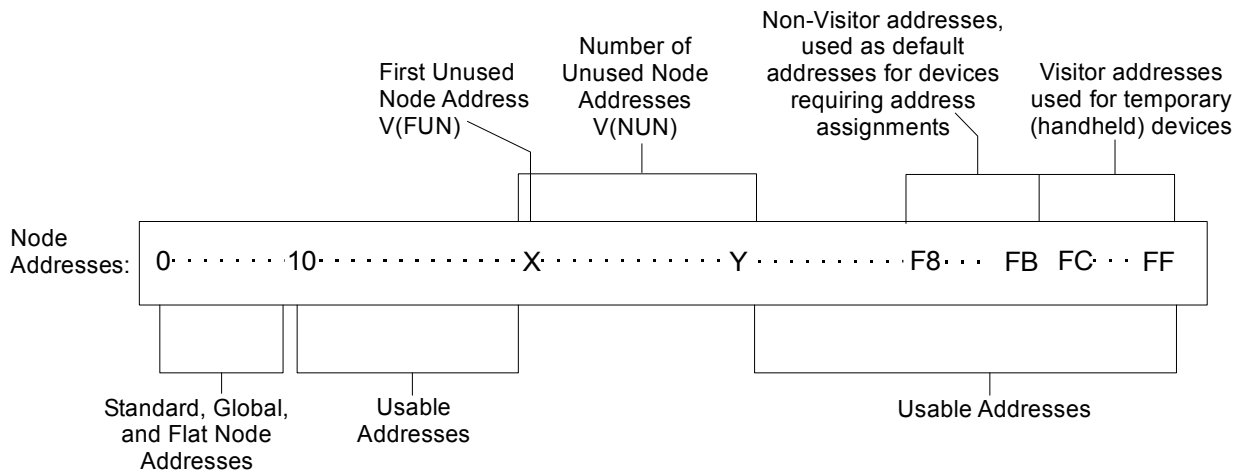 Non-Visitor addresses,
used as default
addresses for devices
requiring address
assignments
Number of
Unused Node
Addresses
V(NUN)
First Unused
Node Address
V(FUN)
Visitor addresses
used for temporary
(handheld) devices
Node
Addresses:
0· · · · · · · ·10· · · · · · · · · · · · · · ·X· · · · · · · · · · · · ·Y· · · · · · · · · · ·F8· · · FB FC· · · FF
Standard, Global,
and Flat Node
Addresses
Usable
Addresses
Usable Addresses